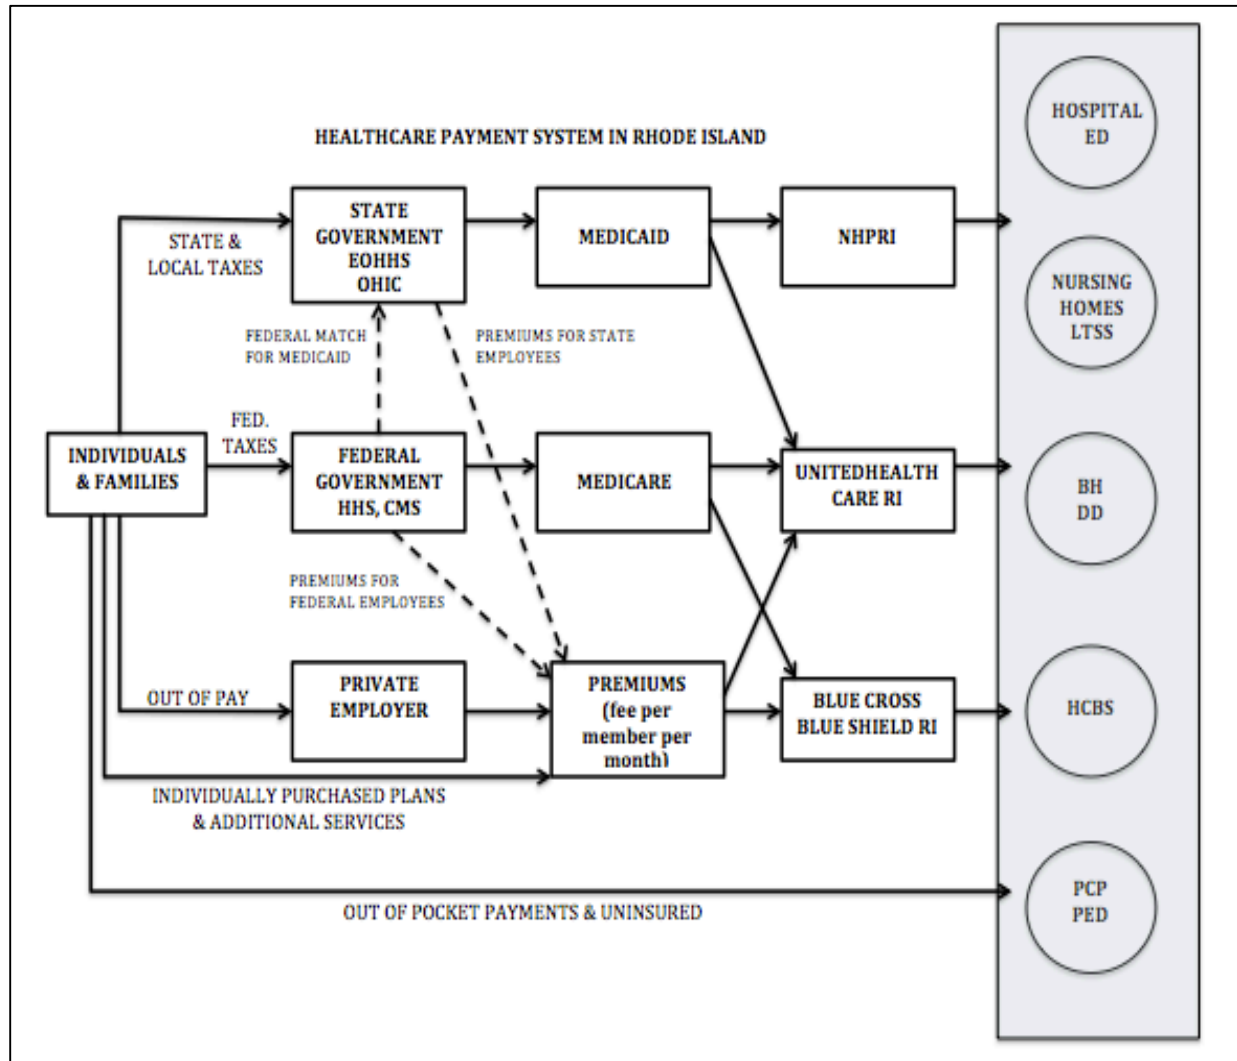 HEALTHCARE PAYMENT SYSTEM IN RHODE ISLAND
STATE
GOVERNMENT
EOHHS
OHIC
MEDICAID
NHPRI
STATE &
LOCAL TAXES
FEDERAL MATCH
FOR MEDICAID
PREMIUMS FOR STATE
EMPLOYEES
FED.
TAXES
INDIVIDUALS
& FAMILIES
FEDERAL
GOVERNMENT
HHS, CMS
MEDICARE
UNITEDHEALTH
CARE RI
PREMIUMS FOR
FEDERAL EMPLOYEES
OUT OF PAY
PRIVATE
EMPLOYER
PREMIUMS
(fee per
member per
month)
BLUE CROSS
BLUE SHIELD RI
INDIVIDUALLY PURCHASED PLANS
& ADDITIONAL SERVICES
OUT OF POCKET PAYMENTS & UNINSURED
HOSPITAL
ED
NURSING
HOMES
LTSS
BH
DD
HCBS
PCP
PED